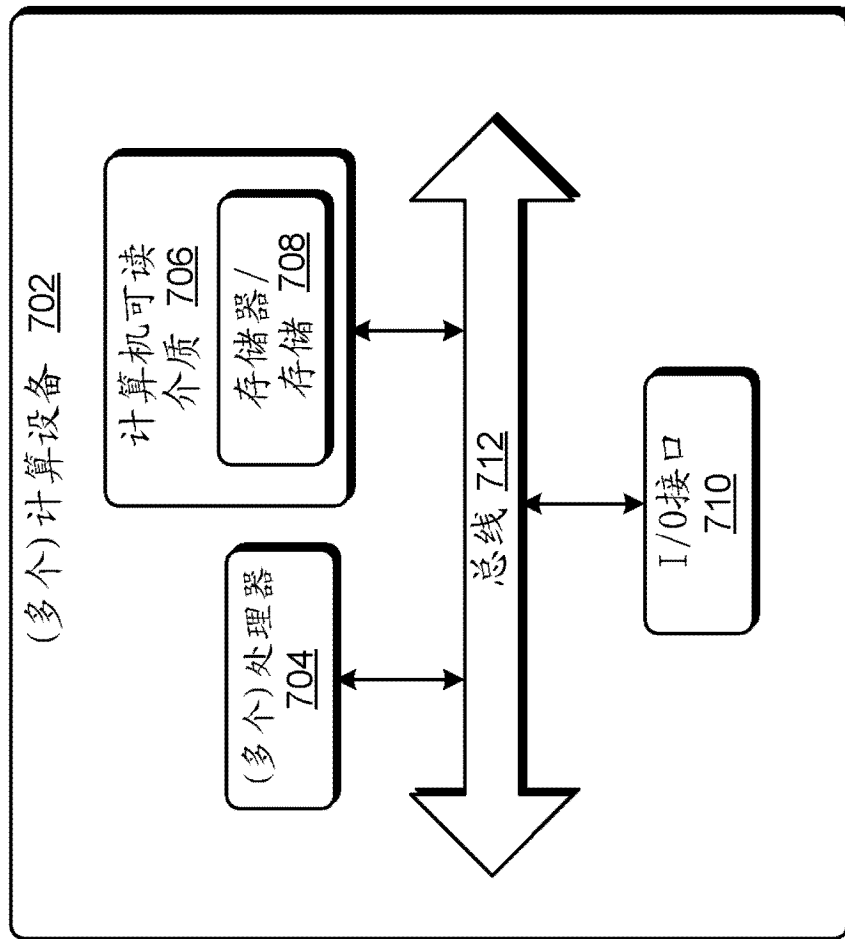 (多个)计算设备 702
(多个)处理器
704
计算机可读
介质 706
存储器/
存储 708
总线 712
I/O接口
710